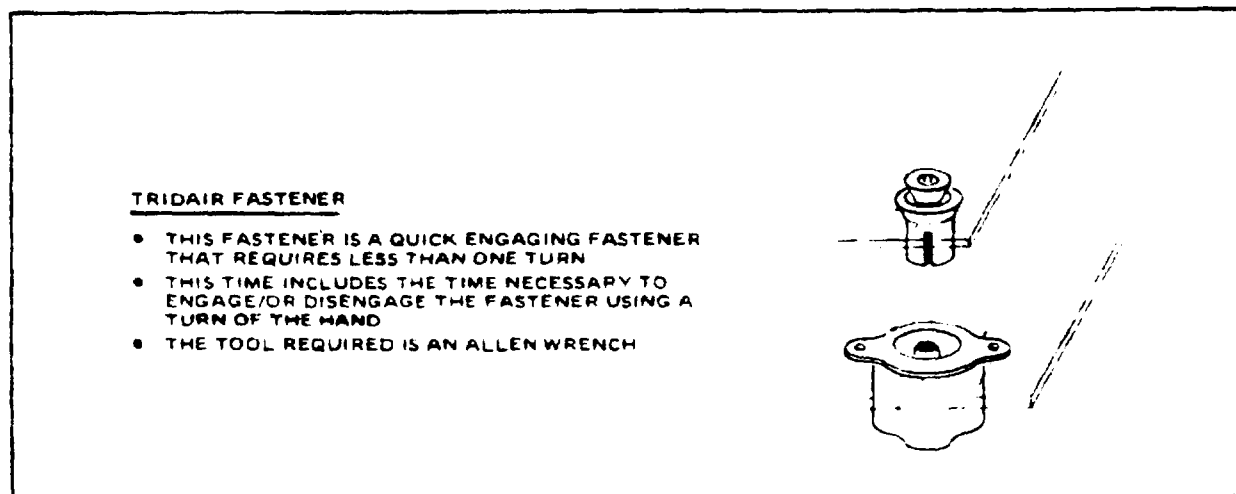 TRIDAIR FASTENER
• THIS FASTENER IS A QUICK ENGAGING FASTENER
THAT REQUIRES LESS THAN ONE TURN
• THIS TIME INCLUDES THE TIME NECESSARY TO
ENGAGE/OR DISENGAGE THE FASTENER USING A
TURN OF THE HAND
• THE TOOL REQUIRED IS AN ALLEN WRENCH